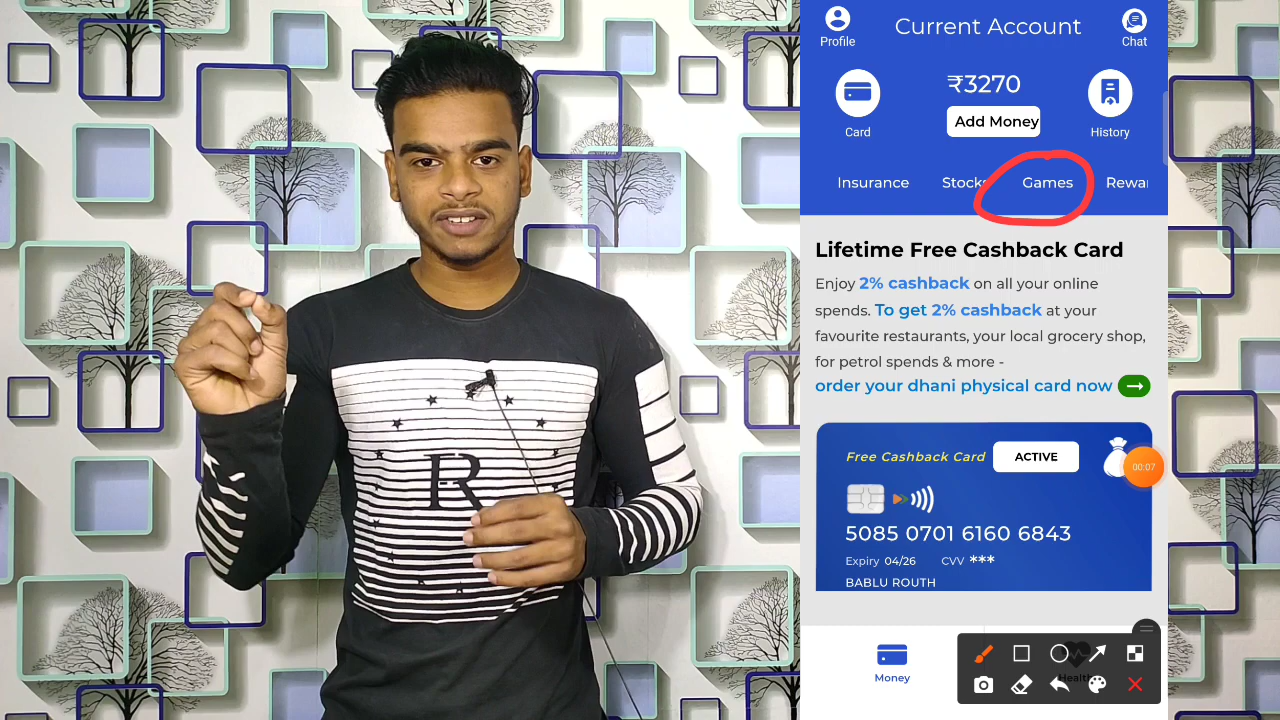 Profile
Current Account
Chat
₹3270
Add Money
Card
History
Insurance
Stocks
Games
Lifetime Free Cashback Card
Enjoy 2% cashback on all your online
spends. To get 2% cashback at your
favourite restaurants, your local grocery shop,
for petrol spends & more -
order your dhani physical card now
Free Cashback Card
ACTIVE
00:07
5085 0701 6160 6843
Expiry 04/26 CVV ***
BABLU ROUTH
Money
Health
R